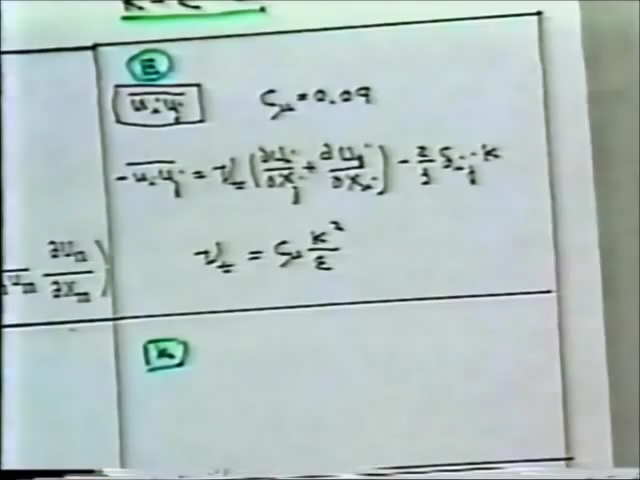 E
$\overline{u_i u_j}$ $C_\mu = 0.09$
$-\overline{u_i u_j} = \nu_t \left( \frac{\partial U_i}{\partial X_j} + \frac{\partial U_j}{\partial X_i} \right) - \frac{2}{3} \delta_{ij} k$
$\overline{u_m} \frac{\partial U_m}{\partial X_m} )$
$\nu_t = C_\mu \frac{k^2}{\varepsilon}$